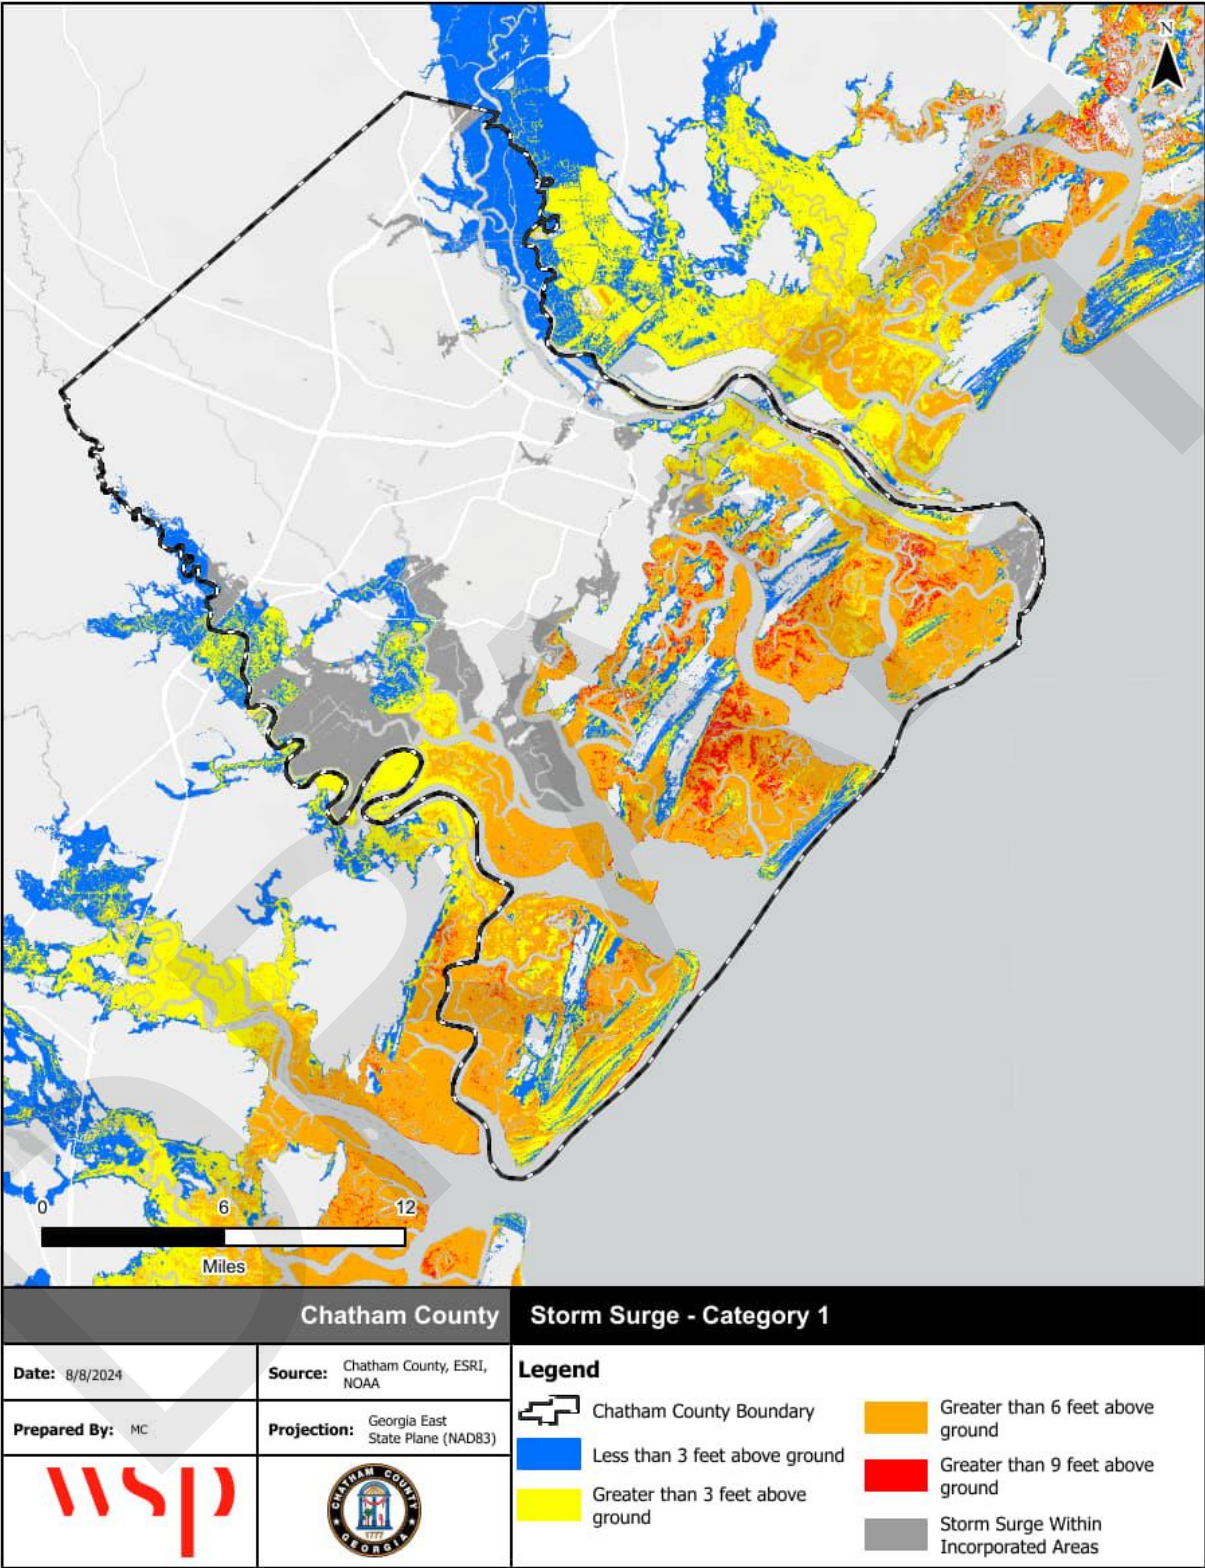 N
0 6 12
Miles
Chatham County
Storm Surge - Category 1
Date: 8/8/2024
Source: Chatham County, ESRI,
NOAA
Prepared By: MC
Projection: Georgia East
State Plane (NAD83)
wsp
CHATHAM COUNTY
1777
GEORGIA
Legend
Chatham County Boundary
Less than 3 feet above ground
Greater than 3 feet above
ground
Greater than 6 feet above
ground
Greater than 9 feet above
ground
Storm Surge Within
Incorporated Areas
DRAFT